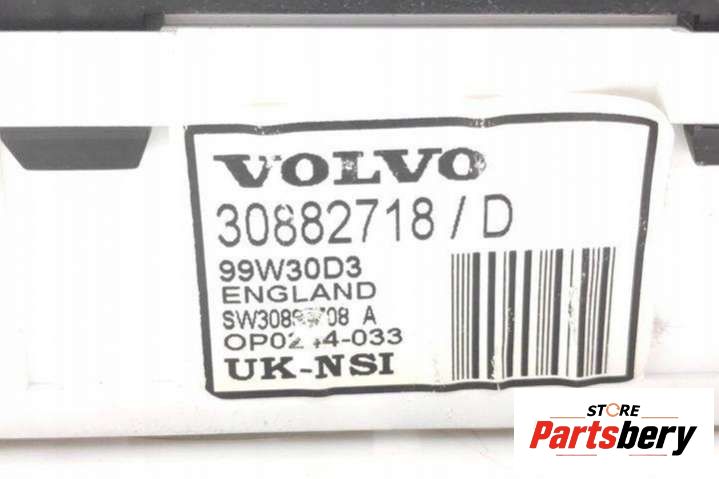 VOLVO
30882718/D
99W30D3
ENGLAND
A
UK-NSI
STORE
Partsbery